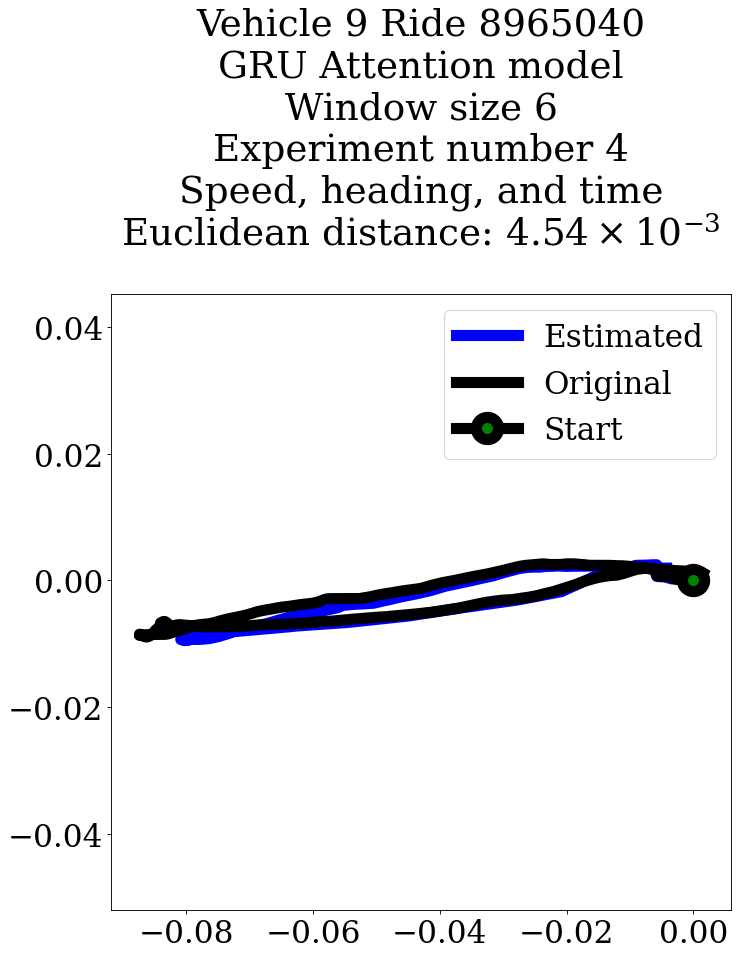 Vehicle 9 Ride 8965040
GRU Attention model
Window size 6
Experiment number 4
Speed, heading, and time
Euclidean distance: 4.54 × 10⁻³
Estimated
Original
Start
0.04
0.02
0.00
−0.02
−0.04
−0.08 −0.06 −0.04 −0.02 0.00